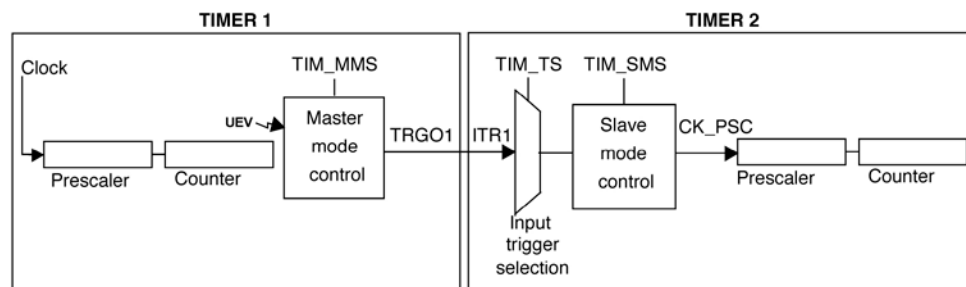 TIMER 1
TIMER 2
Clock
TIM_MMS
TIM_TS
TIM_SMS
UEV
Master
mode
control
TRGO1
ITR1
Slave
mode
control
CK_PSC
Prescaler
Counter
Prescaler
Counter
Input
trigger
selection